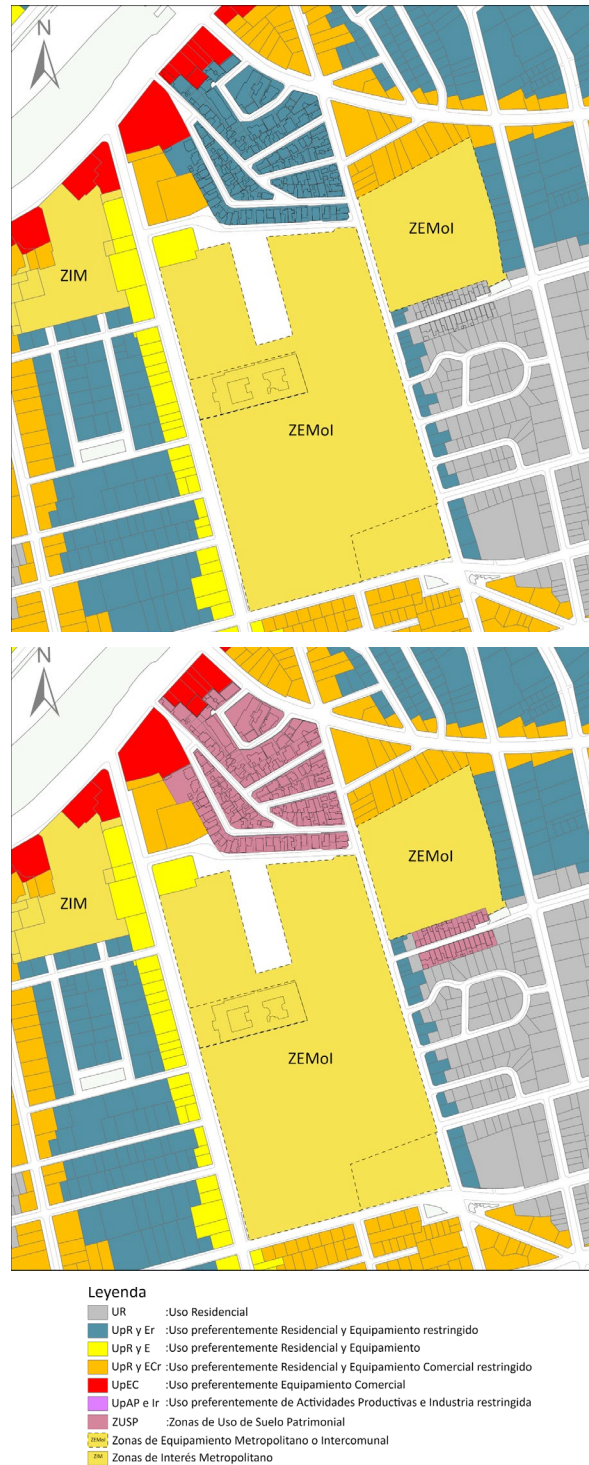 N
ZEMoI
ZIM
ZEMoI
N
ZEMoI
ZIM
ZEMoI
Leyenda
UR :Uso Residencial
UpR y Er :Uso preferentemente Residencial y Equipamiento restringido
UpR y E :Uso preferentemente Residencial y Equipamiento
UpR y ECr :Uso preferentemente Residencial y Equipamiento Comercial restringido
UpEC :Uso preferentemente Equipamiento Comercial
UpAP e Ir :Uso preferentemente de Actividades Productivas e Industria restringida
ZUSP :Zonas de Uso de Suelo Patrimonial
ZEMoI Zonas de Equipamiento Metropolitano o Intercomunal
ZIM Zonas de Interés Metropolitano